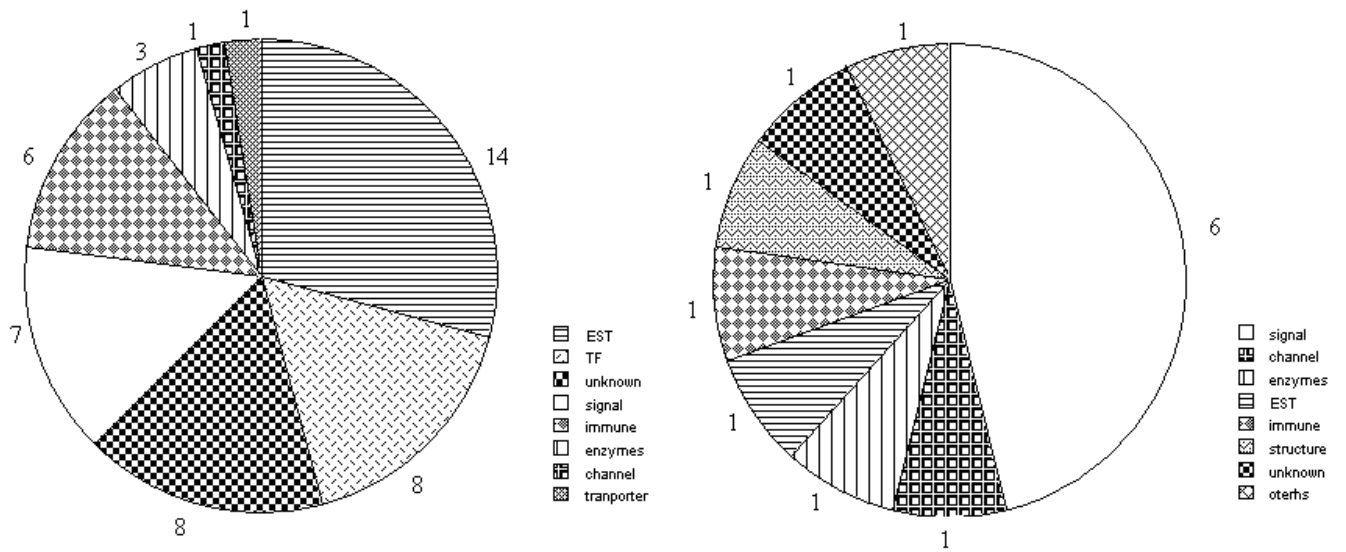 1
1
3
6
14
7
8
8
EST
TF
unknown
signal
immune
enzymes
channel
tranporter
1
1
1
1
1
1
1
6
signal
channel
enzymes
EST
immune
structure
unknown
oterhs